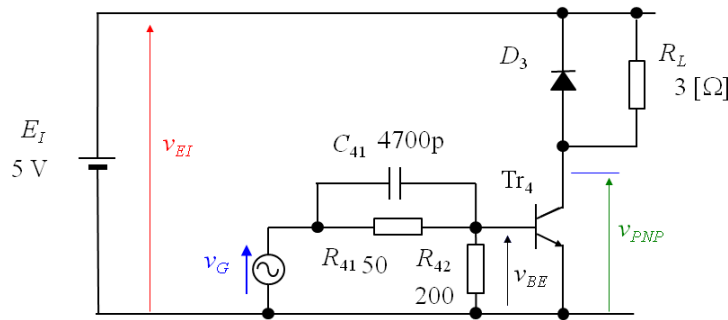 D3
RL
3 [Ω]
EI
5 V
vEI
C41 4700p
Tr4
vPNP
vG
R41 50
R42
200
vBE